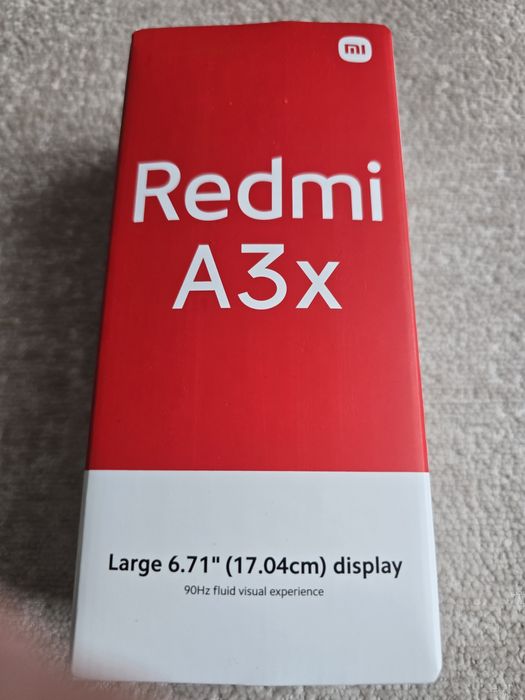 mi
Redmi
A3x
Large 6.71" (17.04cm) display
90Hz fluid visual experience